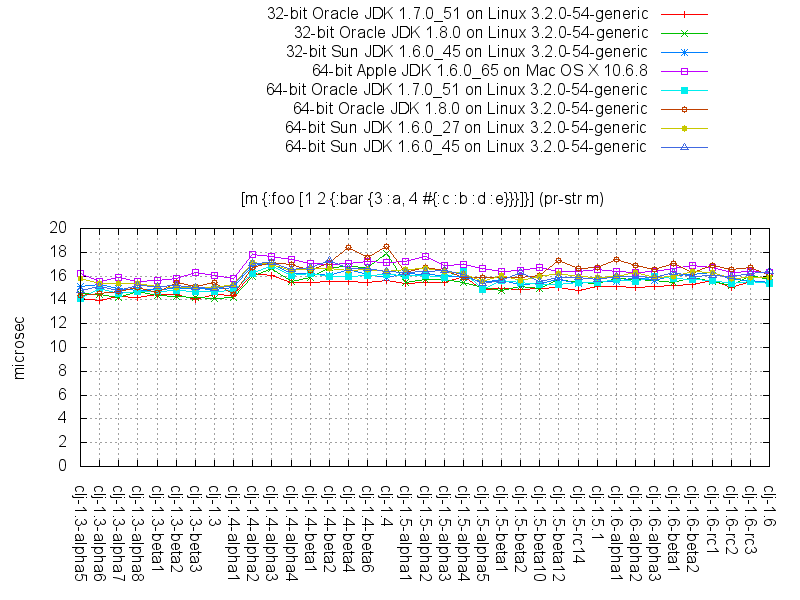 32-bit Oracle JDK 1.7.0_51 on Linux 3.2.0-54-generic
32-bit Oracle JDK 1.8.0 on Linux 3.2.0-54-generic
32-bit Sun JDK 1.6.0_45 on Linux 3.2.0-54-generic
64-bit Apple JDK 1.6.0_65 on Mac OS X 10.6.8
64-bit Oracle JDK 1.7.0_51 on Linux 3.2.0-54-generic
64-bit Oracle JDK 1.8.0 on Linux 3.2.0-54-generic
64-bit Sun JDK 1.6.0_27 on Linux 3.2.0-54-generic
64-bit Sun JDK 1.6.0_45 on Linux 3.2.0-54-generic
[m {:foo [1 2 {:bar {3 :a, 4 #{:c :b :d :e}}}]}] (pr-str m)
20
18
16
14
12
10
8
6
4
2
0
microsec
clj-1.3-alpha5
clj-1.3-alpha6
clj-1.3-alpha7
clj-1.3-alpha8
clj-1.3-beta1
clj-1.3-beta2
clj-1.3-beta3
clj-1.3
clj-1.4-alpha1
clj-1.4-alpha2
clj-1.4-alpha3
clj-1.4-alpha4
clj-1.4-beta1
clj-1.4-beta2
clj-1.4-beta4
clj-1.4-beta6
clj-1.4
clj-1.5-alpha1
clj-1.5-alpha2
clj-1.5-alpha3
clj-1.5-alpha4
clj-1.5-alpha5
clj-1.5-beta1
clj-1.5-beta2
clj-1.5-beta10
clj-1.5-beta12
clj-1.5-rc14
clj-1.5.1
clj-1.6-alpha1
clj-1.6-alpha2
clj-1.6-alpha3
clj-1.6-beta1
clj-1.6-beta2
clj-1.6-rc1
clj-1.6-rc2
clj-1.6-rc3
clj-1.6